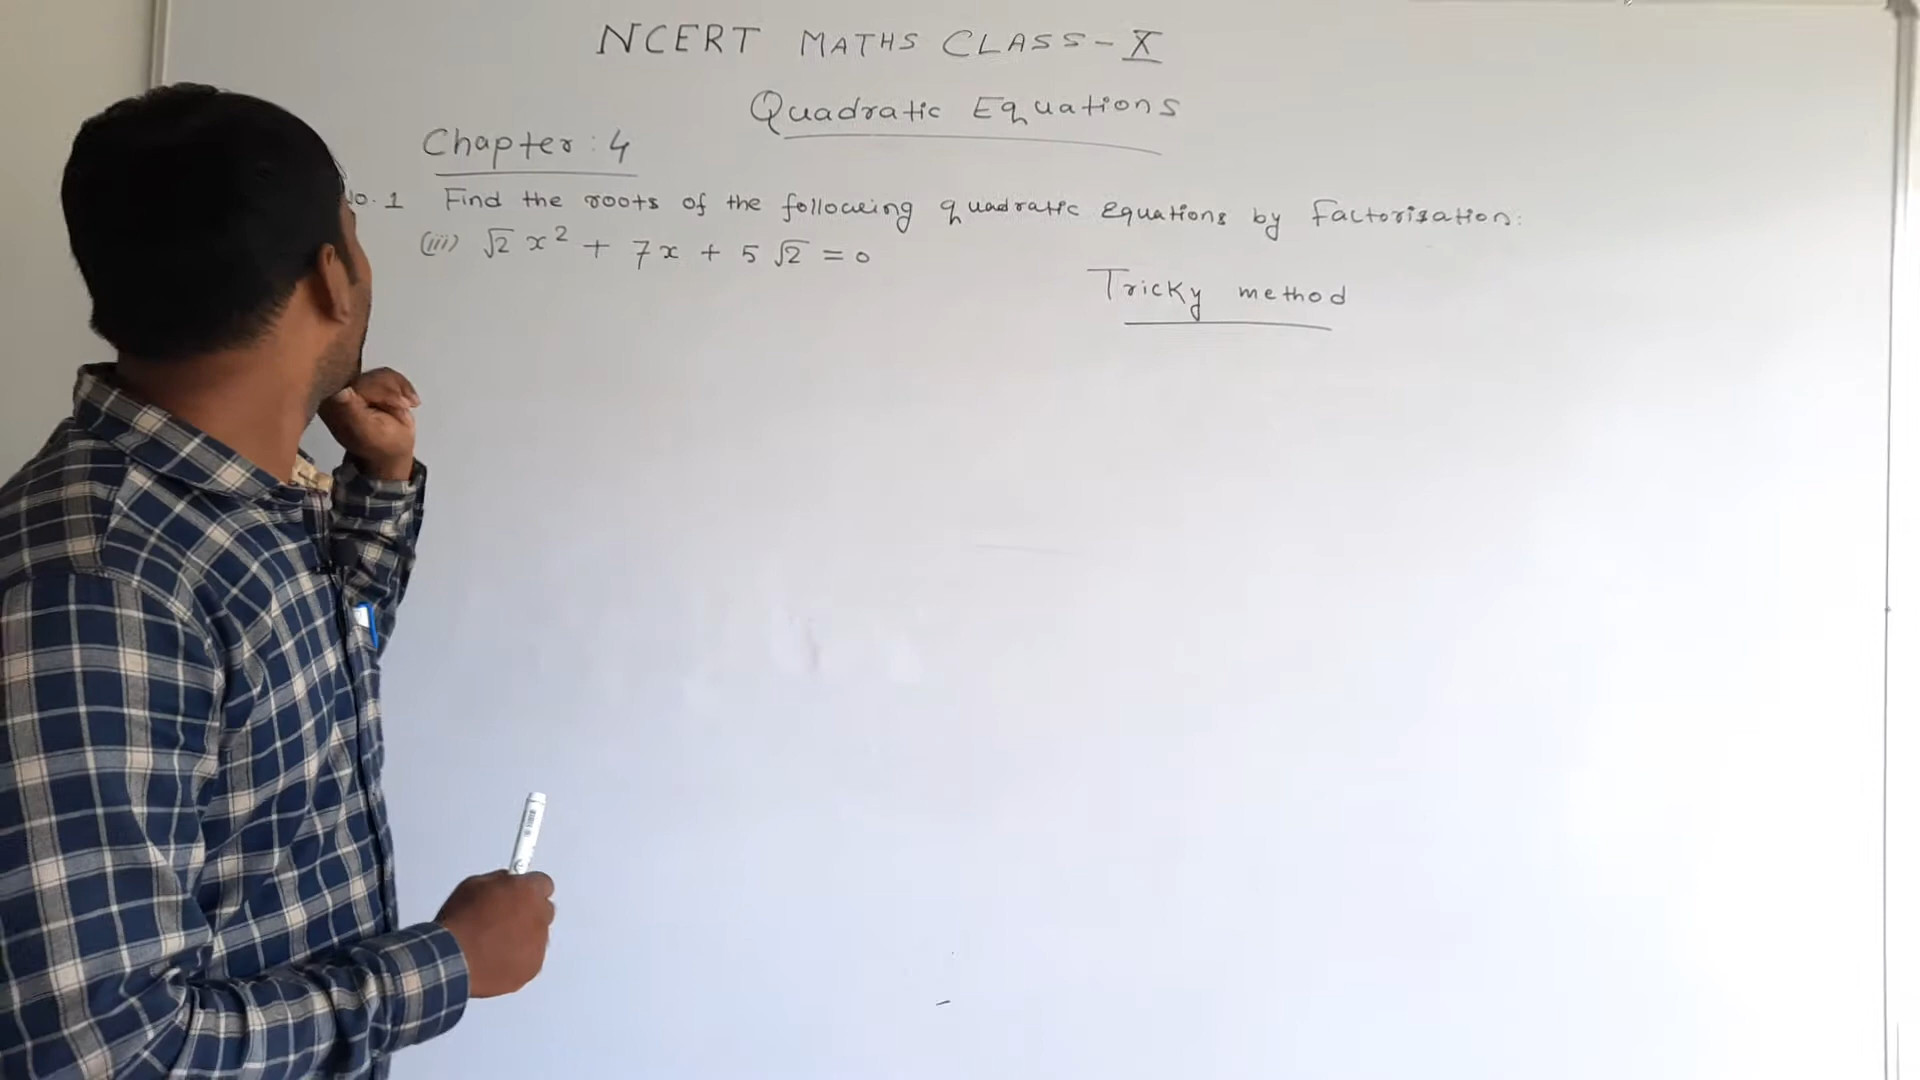 NCERT MATHS CLASS - X
Quadratic Equations
Chapter : 4
No. 1 Find the roots of the following quadratic Equations by factorisation:
(iii) √2 x² + 7x + 5 √2 = 0
Tricky method